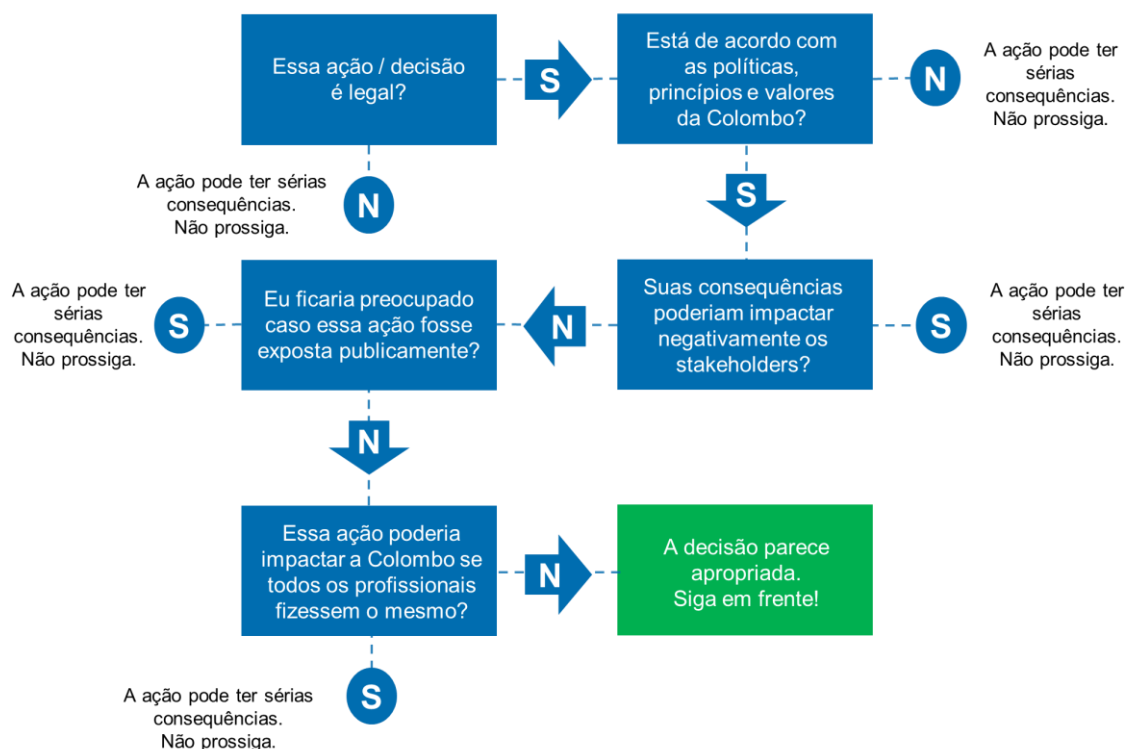 Essa ação / decisão
é legal?
S
Está de acordo com
as políticas,
princípios e valores
da Colombo?
N
A ação pode ter
sérias
consequências.
Não prossiga.
A ação pode ter sérias
consequências.
Não prossiga.
N
S
A ação pode ter
sérias
consequências.
Não prossiga.
S
Eu ficaria preocupado
caso essa ação fosse
exposta publicamente?
N
Suas consequências
poderiam impactar
negativamente os
stakeholders?
S
A ação pode ter
sérias
consequências.
Não prossiga.
N
Essa ação poderia
impactar a Colombo se
todos os profissionais
fizessem o mesmo?
N
A decisão parece
apropriada.
Siga em frente!
A ação pode ter sérias
consequências.
Não prossiga.
S